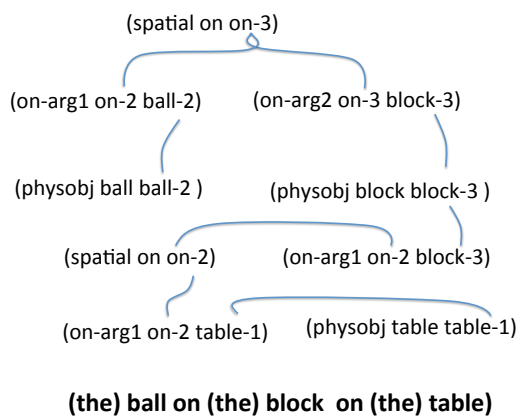 (spatial on on-3)
(on-arg1 on-2 ball-2) (on-arg2 on-3 block-3)
(physobj ball ball-2 ) (physobj block block-3 )
(spatial on on-2) (on-arg1 on-2 block-3)
(on-arg1 on-2 table-1) (physobj table table-1)
(the) ball on (the) block on (the) table)